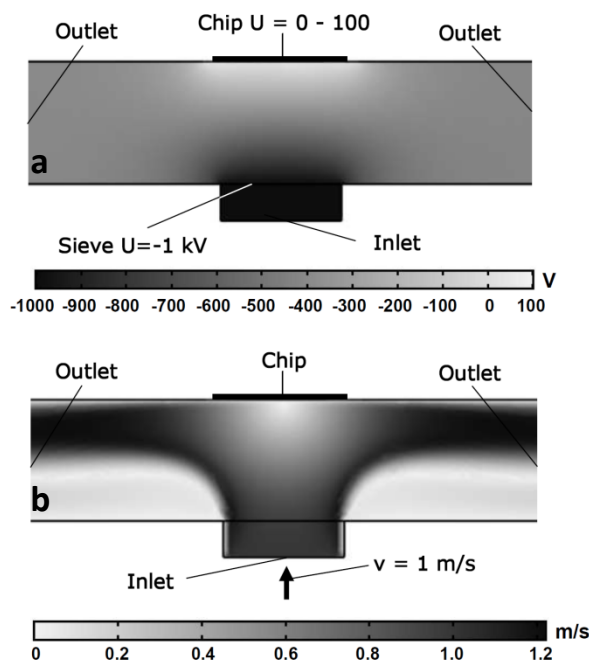 Outlet
Chip U = 0 - 100
Outlet
a
Sieve U=-1 kV
Inlet
V
-1000 -900 -800 -700 -600 -500 -400 -300 -200 -100 0 100
Outlet
Chip
Outlet
b
Inlet
v = 1 m/s
m/s
0 0.2 0.4 0.6 0.8 1.0 1.2